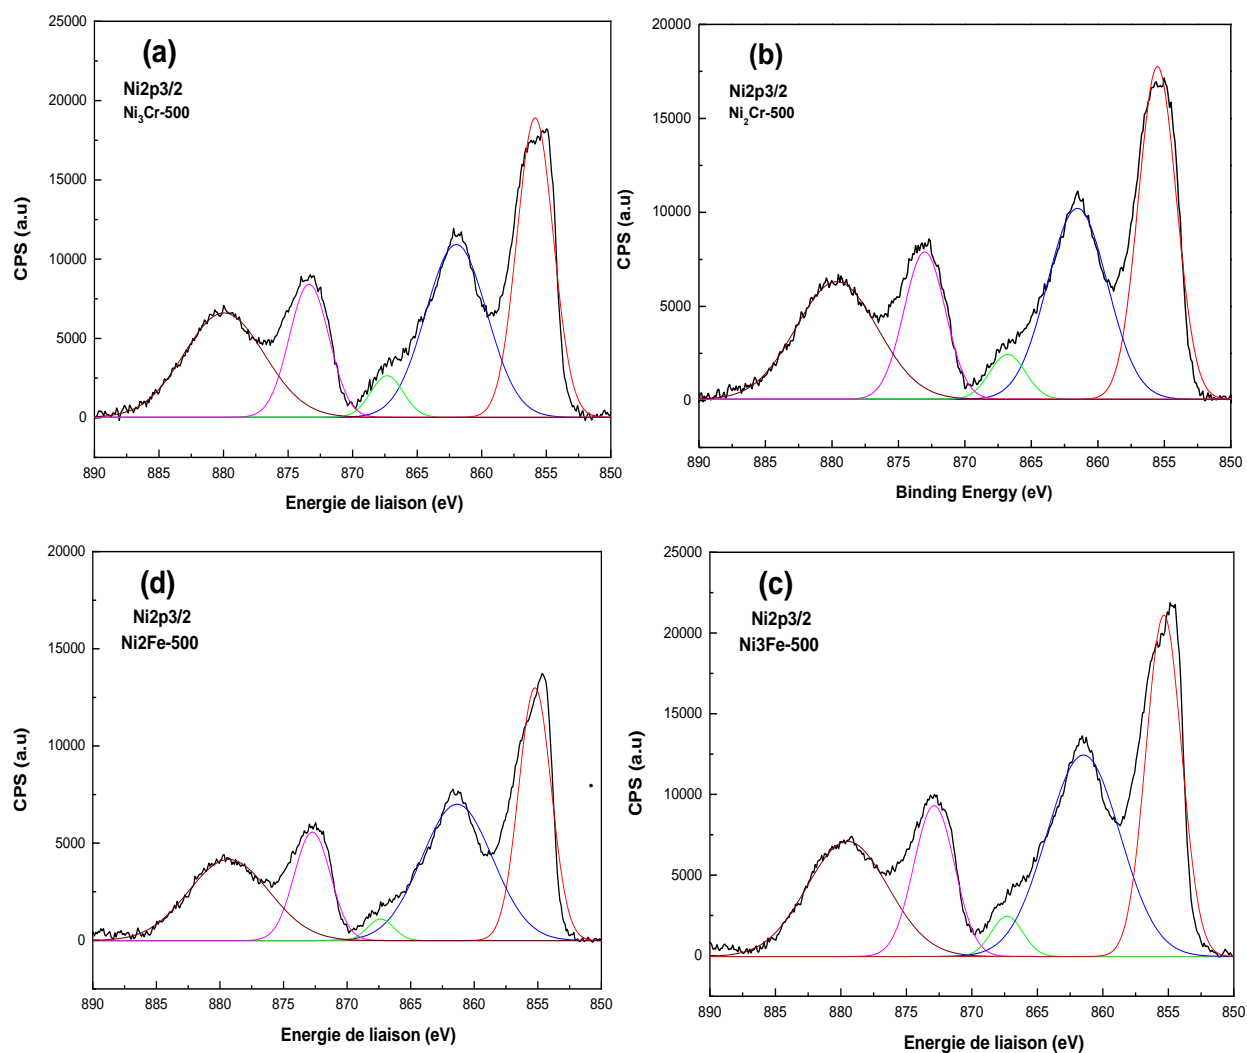 (a)
Ni2p3/2
Ni3Cr-500
25000
20000
15000
10000
5000
0
CPS (a.u)
890 885 880 875 870 865 860 855 850
Energie de liaison (eV)
(b)
Ni2p3/2
Ni2Cr-500
20000
15000
10000
5000
0
CPS (a.u)
890 885 880 875 870 865 860 855 850
Binding Energy (eV)
(d)
Ni2p3/2
Ni2Fe-500
20000
15000
10000
5000
0
CPS (a.u)
890 885 880 875 870 865 860 855 850
Energie de liaison (eV)
(c)
Ni2p3/2
Ni3Fe-500
25000
20000
15000
10000
5000
0
CPS (a.u)
890 885 880 875 870 865 860 855 850
Energie de liaison (eV)